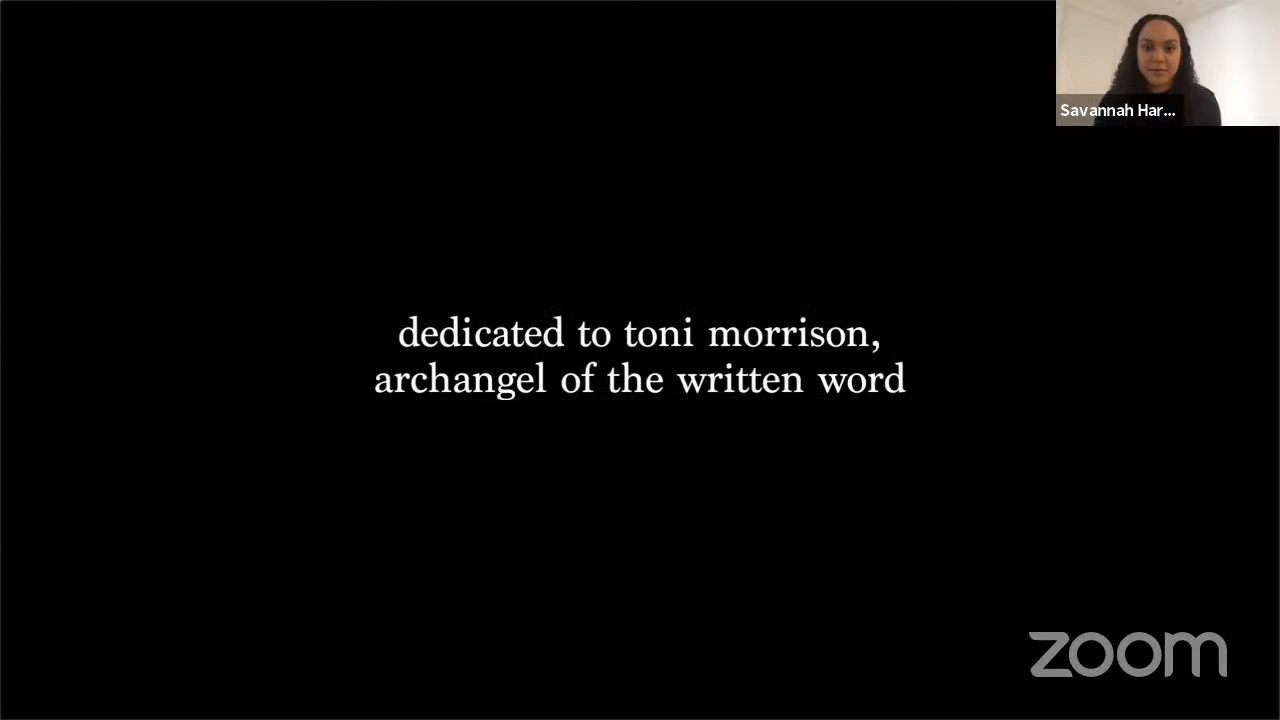 Savannah Har...
dedicated to toni morrison,
archangel of the written word
zoom